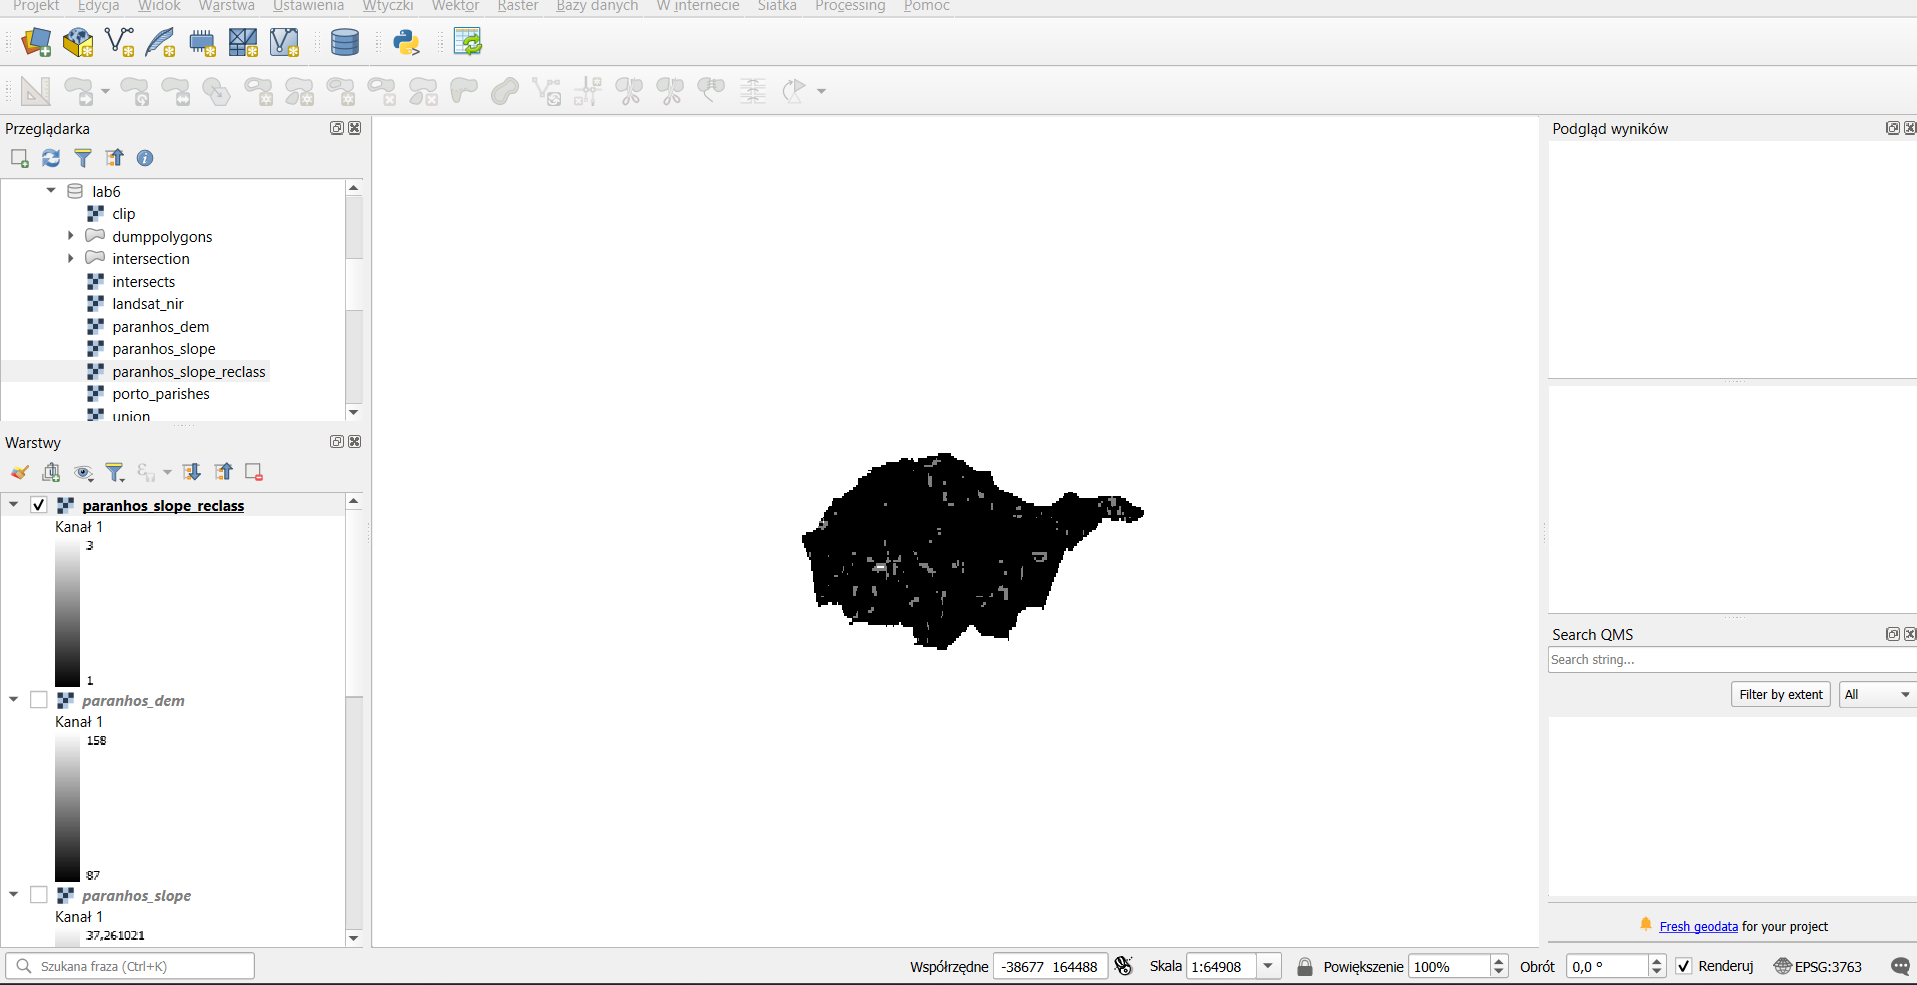 Projekt Edycja Widok Warstwa Ustawienia Wtyczki Wektor Raster Bazy danych W internecie Siatka Processing Pomoc
Przeglądarka
lab6
clip
dumppolygons
intersection
intersects
landsat_nir
paranhos_dem
paranhos_slope
paranhos_slope_reclass
porto_parishes
union
Warstwy
paranhos_slope_reclass
Kanał 1
3
1
paranhos_dem
Kanał 1
158
87
paranhos_slope
Kanał 1
37,261021
Podgląd wyników
Search QMS
Search string...
Filter by extent All
Fresh geodata for your project
Szukana fraza (Ctrl+K)
Współrzędne -38677 164488 Skala 1:64908 Powiększenie 100% Obrót 0,0 ° Renderuj EPSG:3763